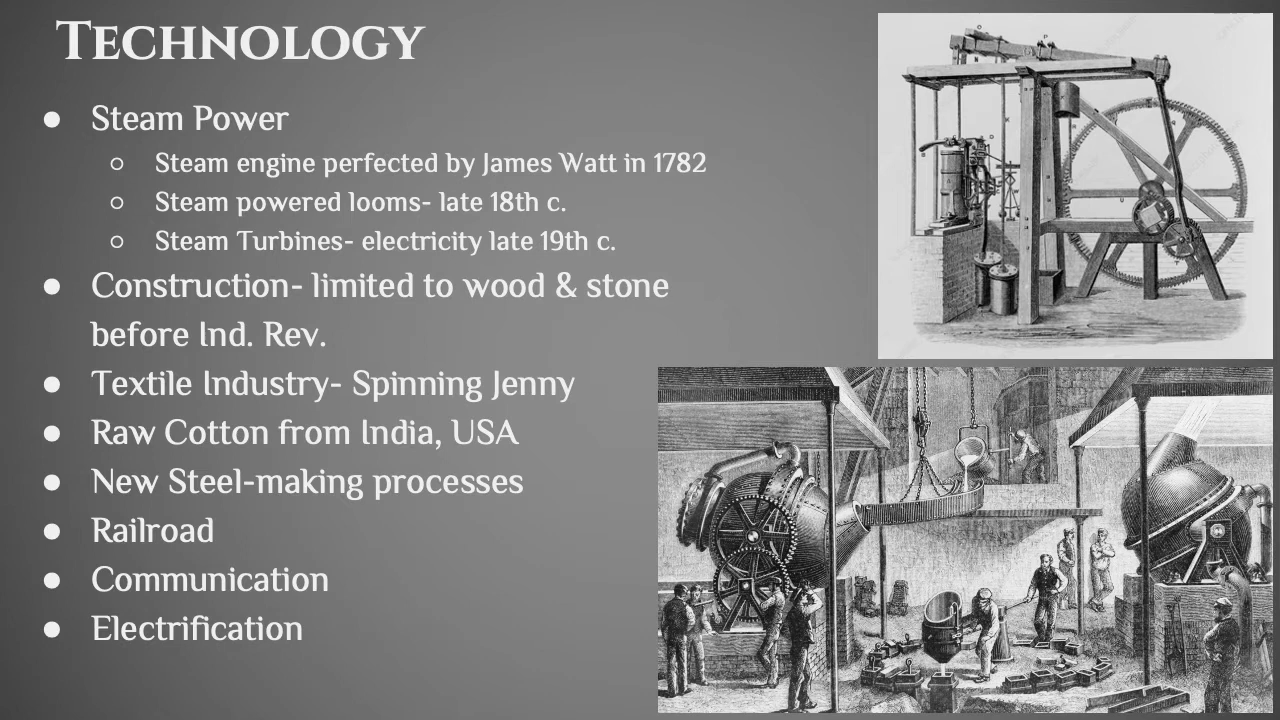 Technology
● Steam Power
○ Steam engine perfected by James Watt in 1782
○ Steam powered looms- late 18th c.
○ Steam Turbines- electricity late 19th c.
● Construction- limited to wood & stone
before Ind. Rev.
● Textile Industry- Spinning Jenny
● Raw Cotton from India, USA
● New Steel-making processes
● Railroad
● Communication
● Electrification